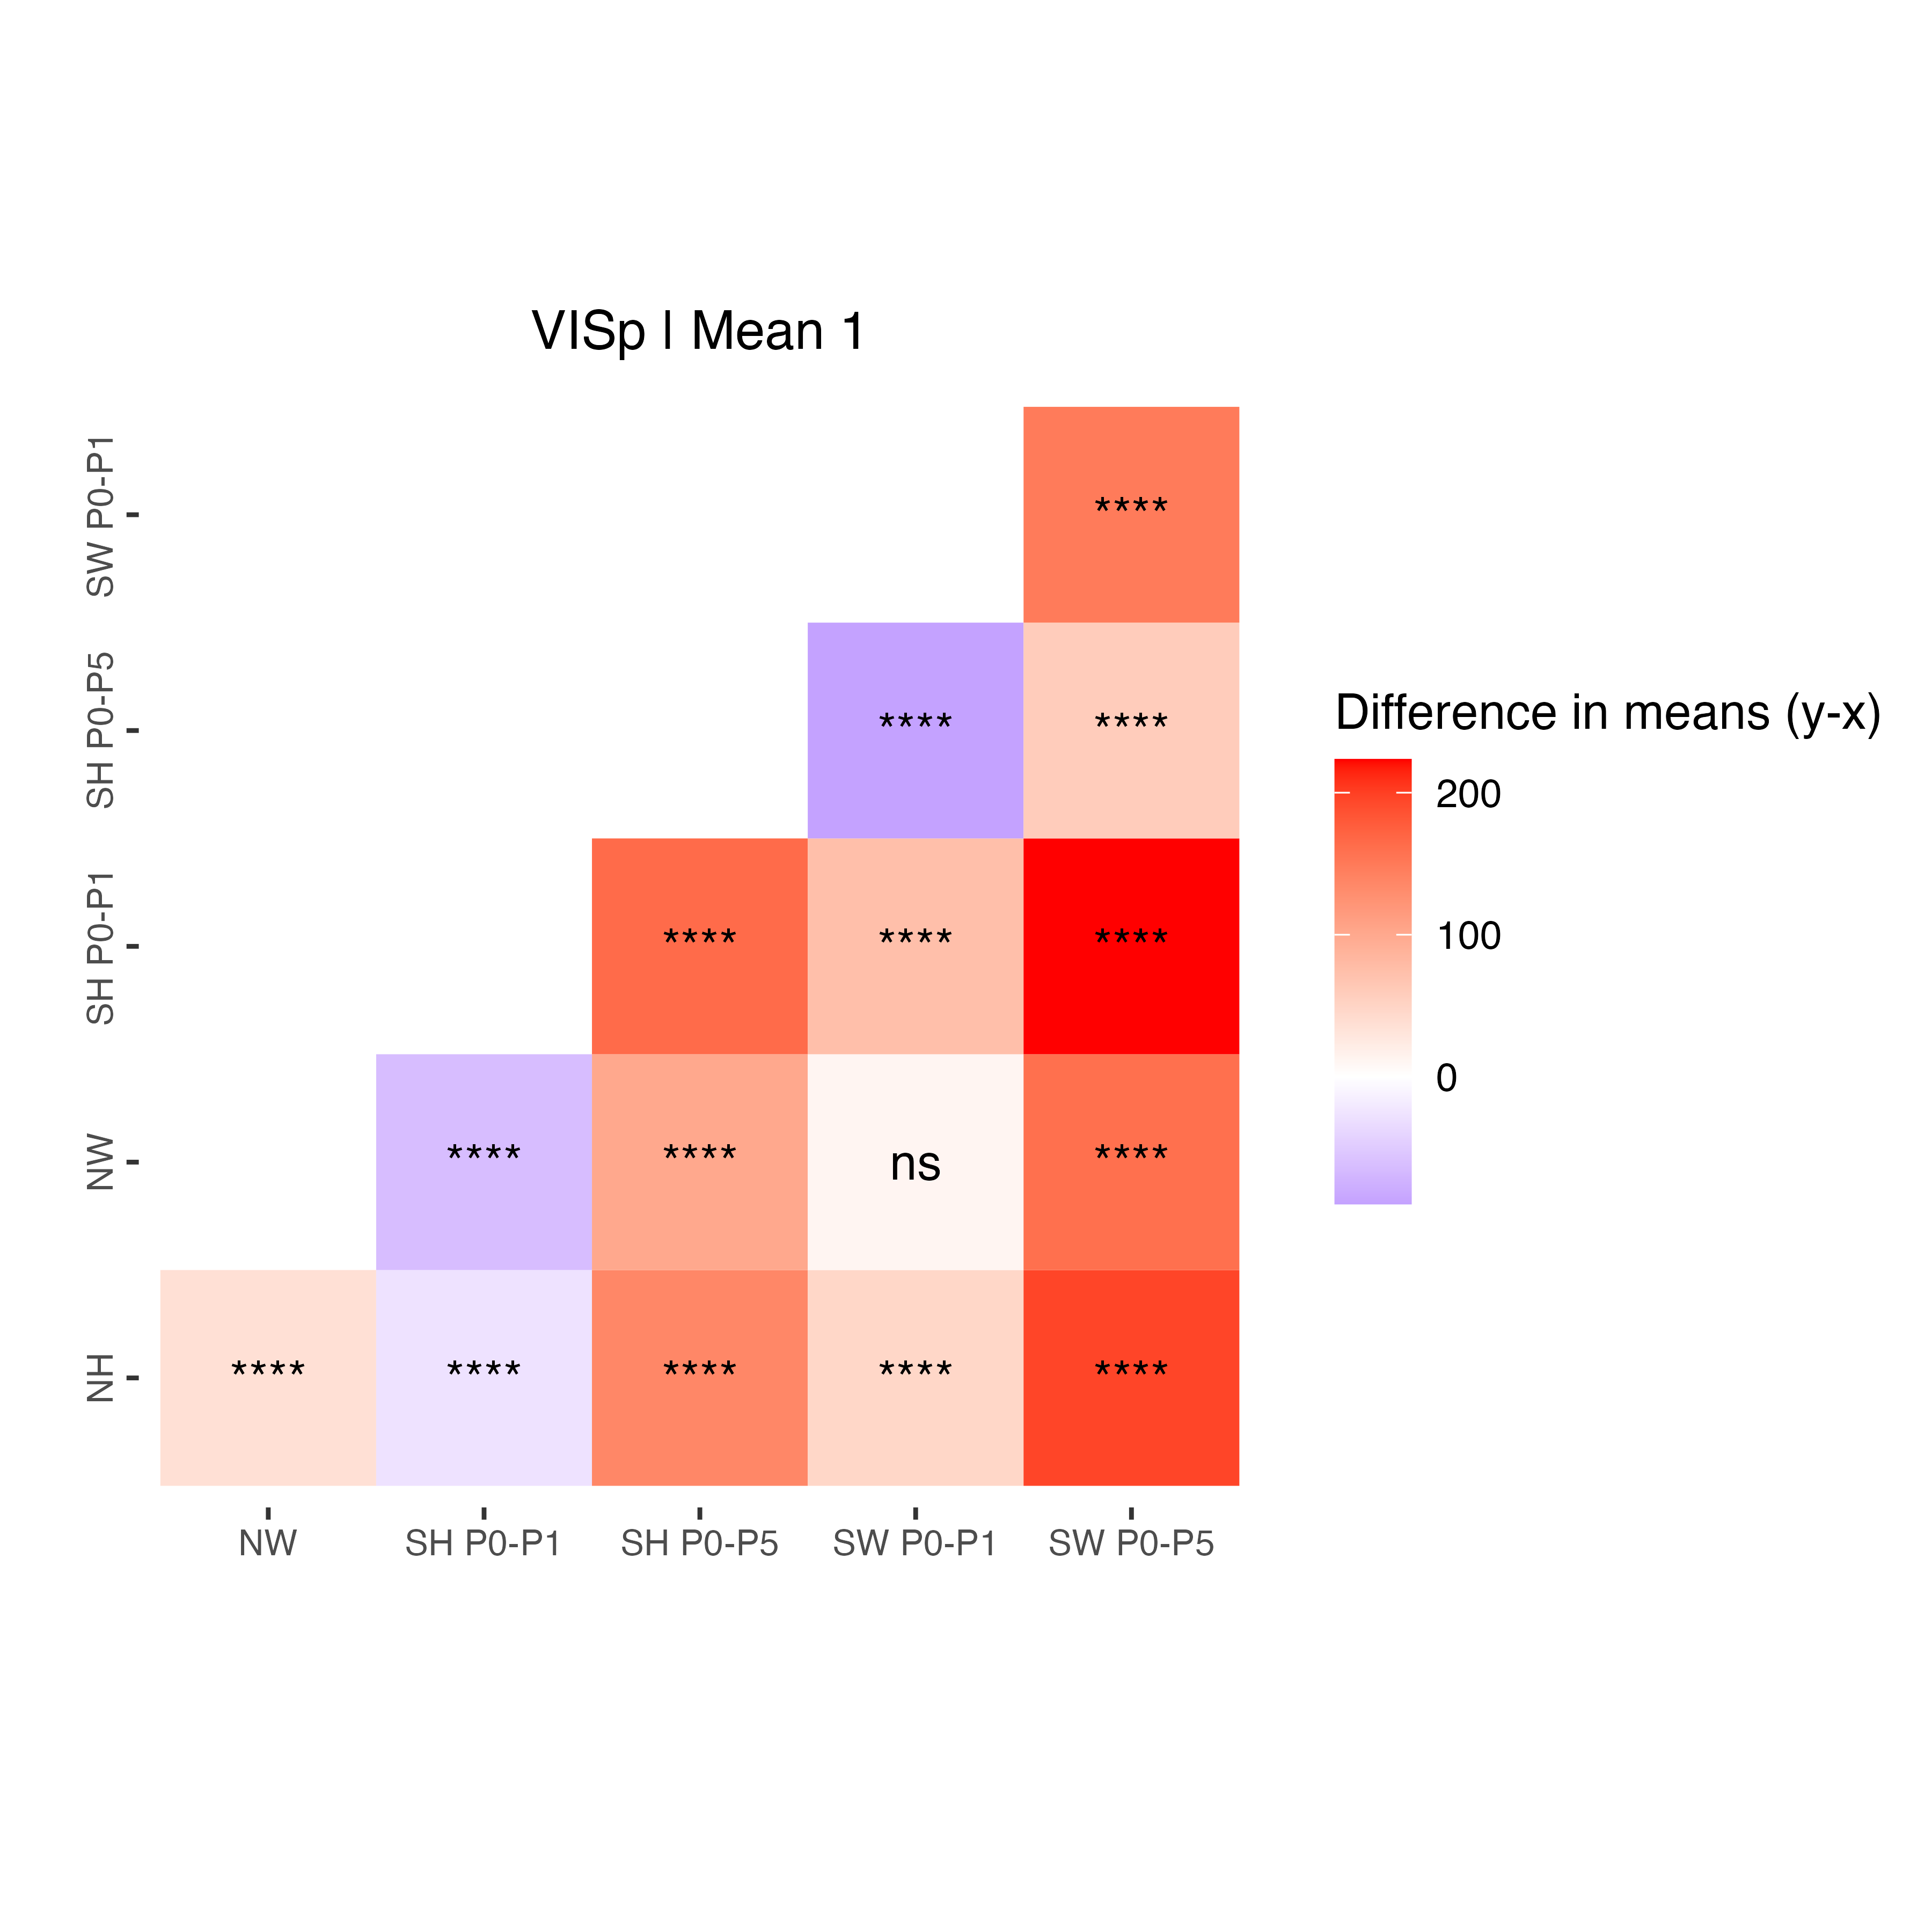 VISp | Mean 1
SW P0-P1
****
SH P0-P5
**** ****
SH P0-P1
**** **** ****
NW
**** **** ns ****
NH
**** **** **** **** ****
NW SH P0-P1 SH P0-P5 SW P0-P1 SW P0-P5
Difference in means (y-x)
200
100
0